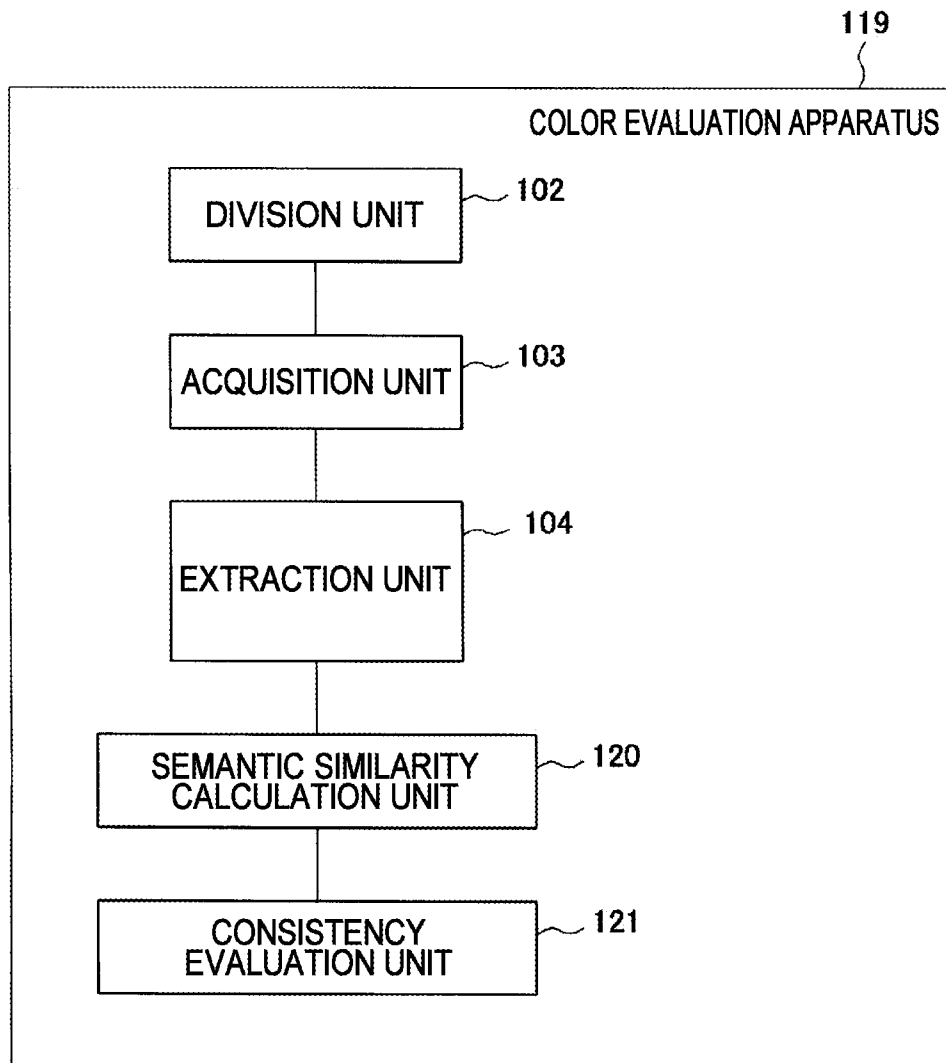 119
COLOR EVALUATION APPARATUS
DIVISION UNIT
102
ACQUISITION UNIT
103
EXTRACTION UNIT
104
SEMANTIC SIMILARITY
CALCULATION UNIT
120
CONSISTENCY
EVALUATION UNIT
121